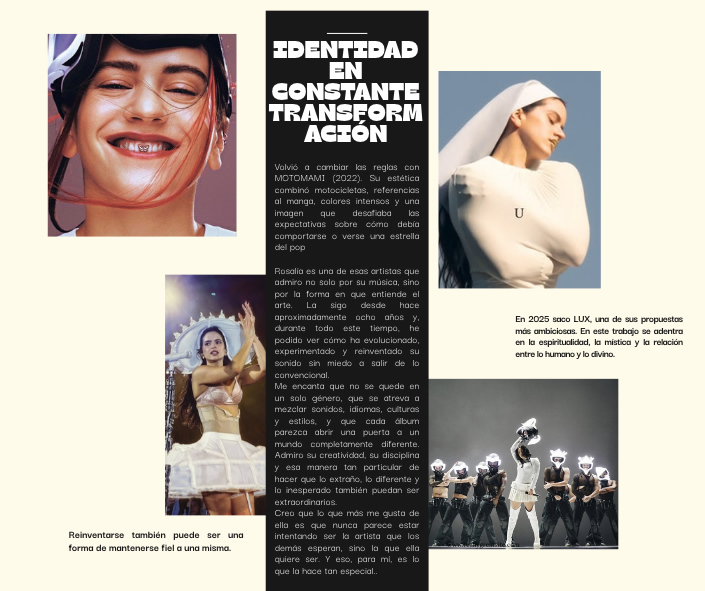 IDENTIDAD
EN
CONSTANTE
TRANSFORM
ACIÓN
Volvió a cambiar las reglas con
MOTOMAMI (2022). Su estética
combinó motocicletas, referencias
al manga, colores intensos y una
imagen que desafiaba las
expectativas sobre cómo debía
comportarse o verse una estrella
del pop
Rosalía es una de esas artistas que
admiro no solo por su música, sino
por la forma en que entiende el
arte. La sigo desde hace
aproximadamente ocho años y,
durante todo este tiempo, he
podido ver cómo ha evolucionado,
experimentado y reinventado su
sonido sin miedo a salir de lo
convencional.
Me encanta que no se quede en
un solo género, que se atreva a
mezclar sonidos, idiomas, culturas
y estilos, y que cada álbum
parezca abrir una puerta a un
mundo completamente diferente.
Admiro su creatividad, su disciplina
y esa manera tan particular de
hacer que lo extraño, lo diferente y
lo inesperado también puedan ser
extraordinarios.
Creo que lo que más me gusta de
ella es que nunca parece estar
intentando ser la artista que los
demás esperan, sino la que ella
quiere ser. Y eso, para mí, es lo
que la hace tan especial..
U
En 2025 saco LUX, una de sus propuestas
más ambiciosas. En este trabajo se adentra
en la espiritualidad, la mística y la relación
entre lo humano y lo divino.
Reinventarse también puede ser una
forma de mantenerse fiel a una misma.